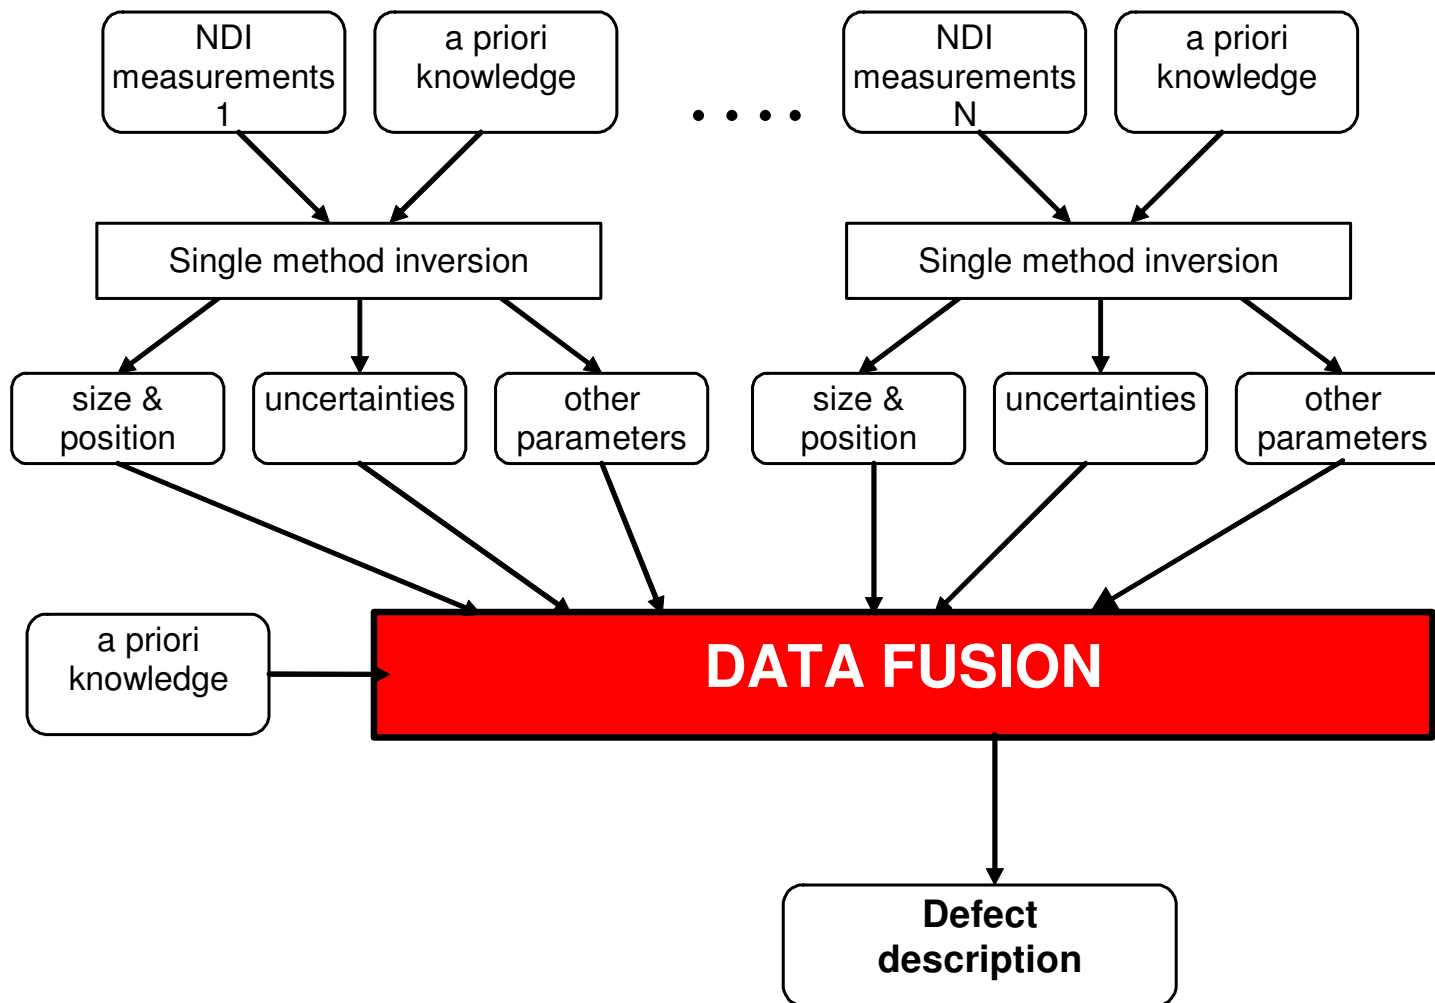 NDI
measurements
1
a priori
knowledge
NDI
measurements
N
a priori
knowledge
Single method inversion
Single method inversion
size &
position
uncertainties
other
parameters
size &
position
uncertainties
other
parameters
a priori
knowledge
DATA FUSION
Defect
description